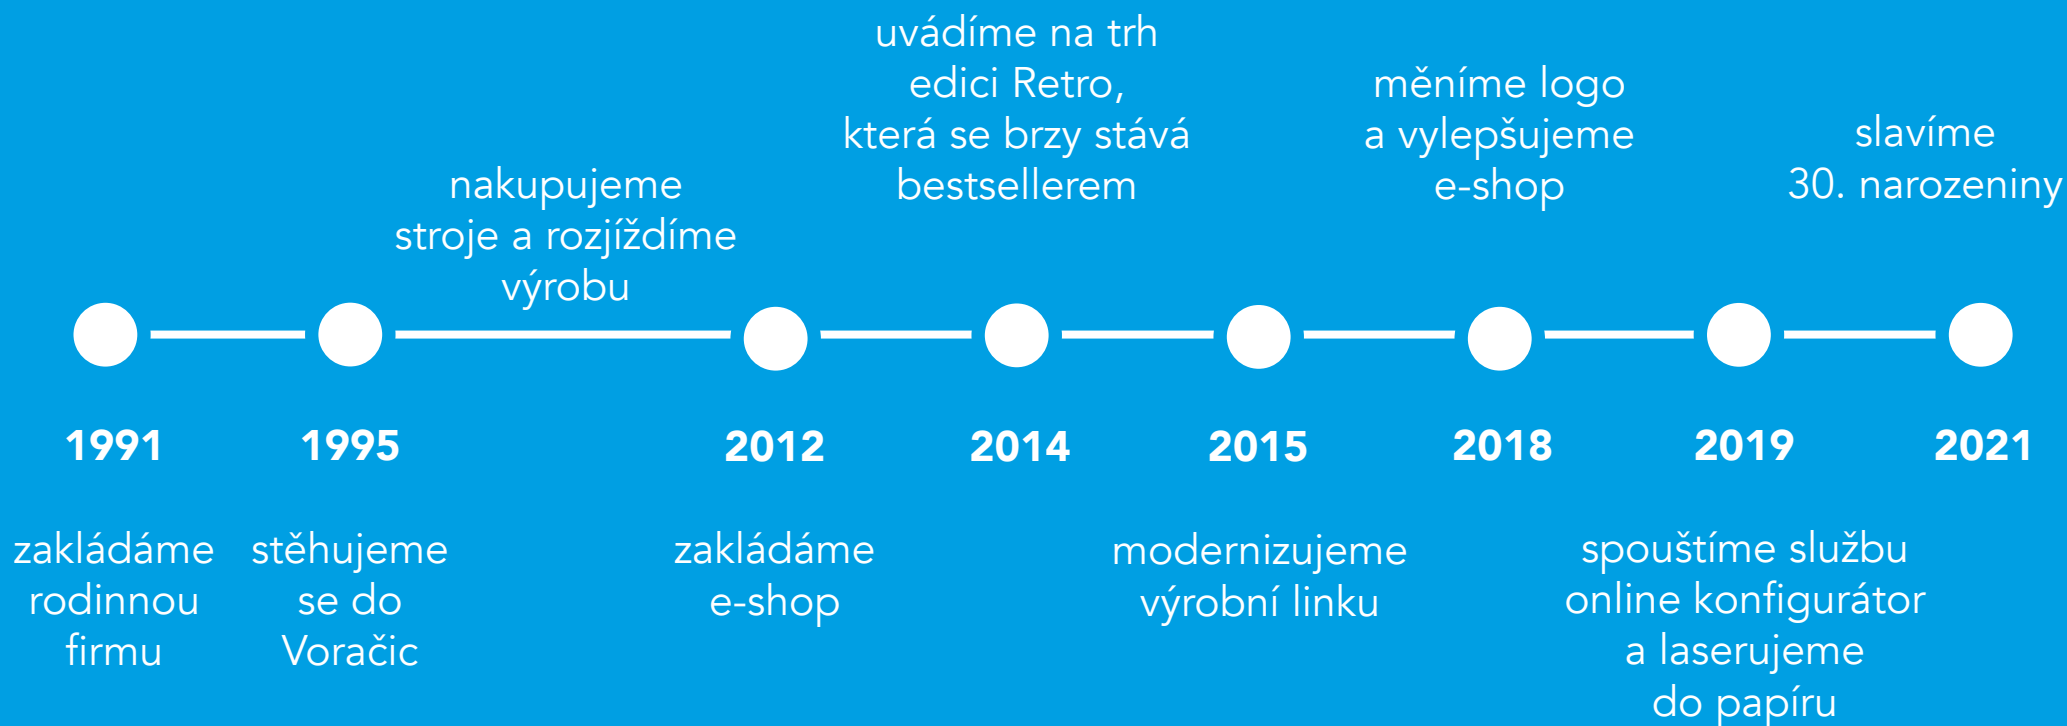 uvádíme na trh
edici Retro,
která se brzy stává
bestsellerem
měníme logo
a vylepšujeme
e-shop
slavíme
30. narozeniny
nakupujeme
stroje a rozjíždíme
výrobu
1991
1995
2012
2014
2015
2018
2019
2021
zakládáme
rodinnou
firmu
stěhujeme
se do
Voračic
zakládáme
e-shop
modernizujeme
výrobní linku
spouštíme službu
online konfigurátor
a laserujeme
do papíru